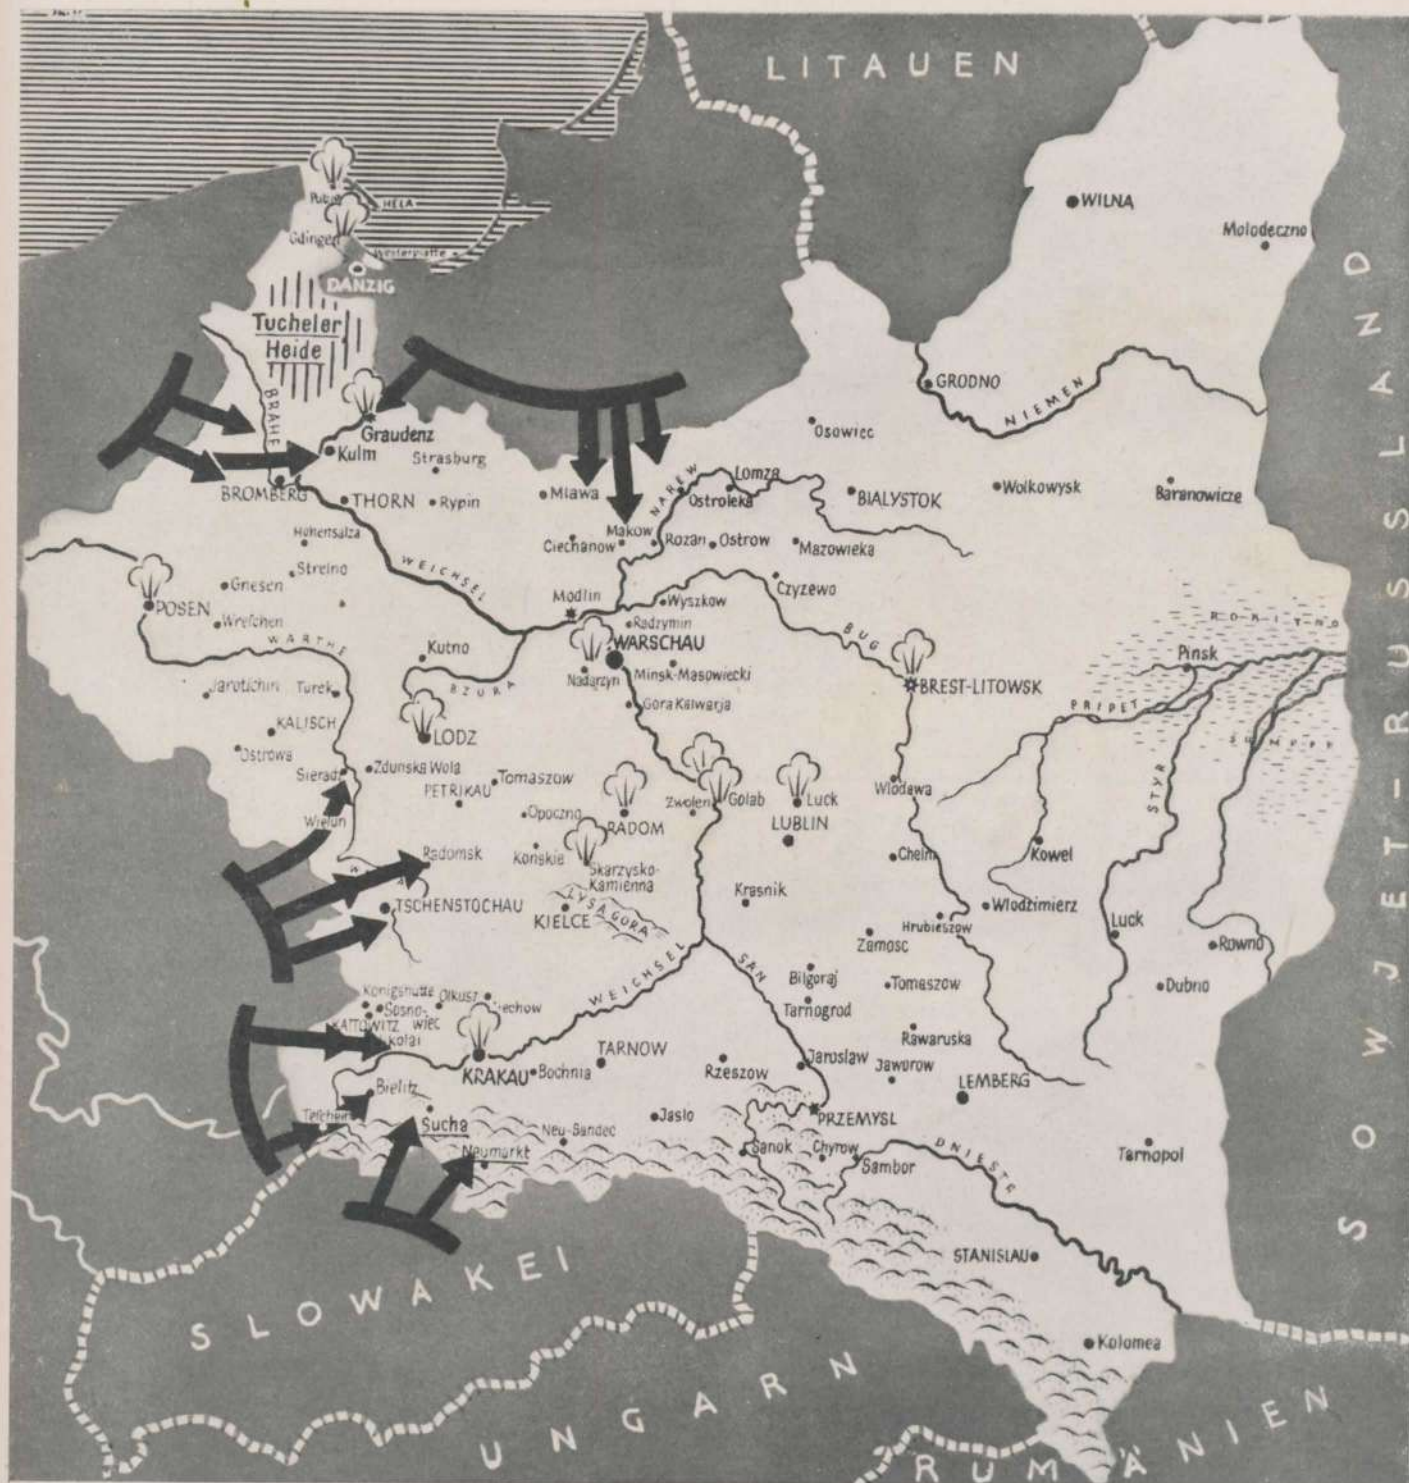 LITAUEN
WILNA
Molodeczno
HELA
Gdingen
Westerplatte
DANZIG
Tucheler
Heide
BRAHE
GRODNO
NIEMEN
Osowiec
Graudenz
Kulm
Strasburg
BROMBERG
THORN
Rypin
Mlawa
NAREW
Lomza
Ostroleka
BIALYSTOK
Wolkowysk
Baranowicze
Hohensalza
Ciechanow
Makow
Rozan
Ostrow
Mazowieka
Strelno
Gnesen
WEICHSEL
POSEN
Wreschen
Modlin
Wyszkow
Czyzewo
Radzymin
WARTHE
Kutno
WARSCHAU
BUG
ROKITNO
Pinsk
Jarotschin
Turek
BZURA
Nadarzyn
Minsk-Masowiecki
BREST-LITOWSK
PRIPET
KALISCH
Gora Kalwarja
LODZ
Ostrowo
SÜMPFE
Sieradz
Zdunska Wola
Tomaszow
PETRIKAU
Wlodawa
STYR
Wielun
Opoczno
RADOM
Zwolen
Golab
Luck
LUBLIN
Radomsk
Konskie
Skarzysko-
Kamienna
Chelm
Kowel
TSCHENSTOCHAU
KIELCE
LYSA GORA
Krasnik
Hrubieszow
Wlodzimierz
Luck
Rowno
Zamosc
WEICHSEL
SAN
Bilgoraj
Tomaszow
Dubno
Königshütte
Olkusz
Tarnogrod
Sosno-
wiec
KATTOWITZ
KRAKAU
Bochnia
TARNOW
Rzeszow
Jaroslaw
Rawaruska
Jaworow
LEMBERG
Bielitz
Teschen
Sucha
Neumarkt
Neu-Sandec
Jaslo
PRZEMYSL
Sanok
Chyrow
Sambor
DNIESTR
Tarnopol
STANISLAU
Kolomea
SLOWAKEI
UNGARN
RUMÄNIEN
SOWJET-RUSSLAND